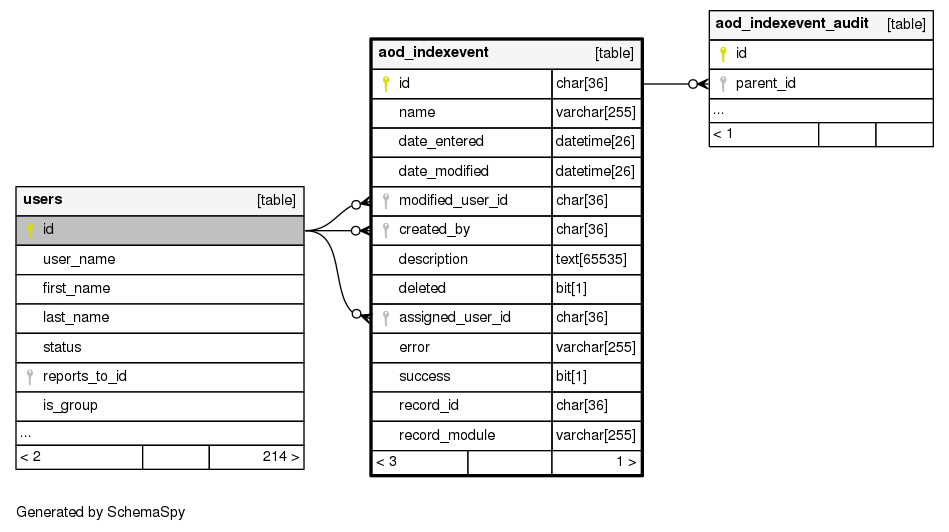 aod_indexevent_audit [table]
id
parent_id
...
< 1
aod_indexevent [table]
id char[36]
name varchar[255]
date_entered datetime[26]
date_modified datetime[26]
modified_user_id char[36]
created_by char[36]
description text[65535]
deleted bit[1]
assigned_user_id char[36]
error varchar[255]
success bit[1]
record_id char[36]
record_module varchar[255]
< 3 1 >
users [table]
id
user_name
first_name
last_name
status
reports_to_id
is_group
...
< 2 214 >
Generated by SchemaSpy